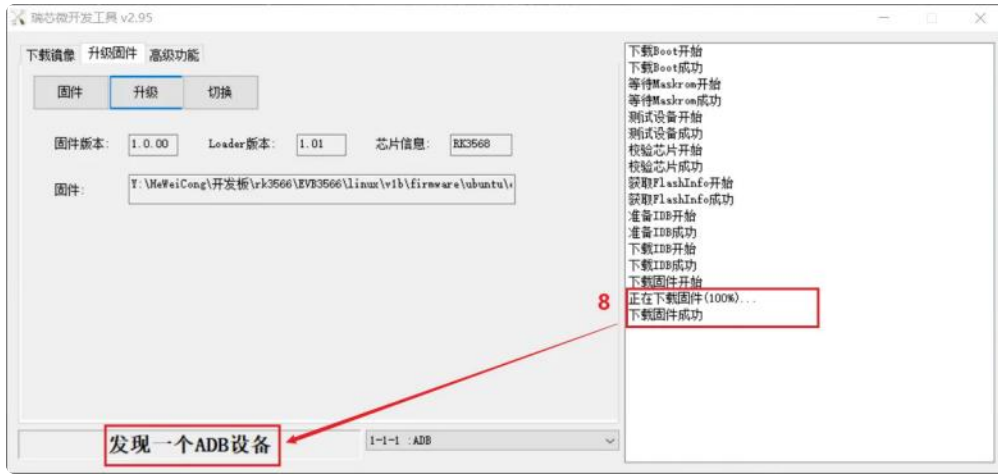 瑞芯微开发工具 v2.95
下载镜像 升级固件 高级功能
固件 升级 切换
固件版本: 1.0.00 Loader版本: 1.01 芯片信息: RK3568
固件: Y:\HeWeiCong\开发板\rk3566\EVB3566\linux\v1b\firmware\ubuntu\
下载Boot开始
下载Boot成功
等待Maskrom开始
等待Maskrom成功
测试设备开始
测试设备成功
校验芯片开始
校验芯片成功
获取FlashInfo开始
获取FlashInfo成功
准备IDB开始
准备IDB成功
下载IDB开始
下载IDB成功
下载固件开始
正在下载固件(100%)...
下载固件成功
8
发现一个ADB设备
1-1-1 :ADB